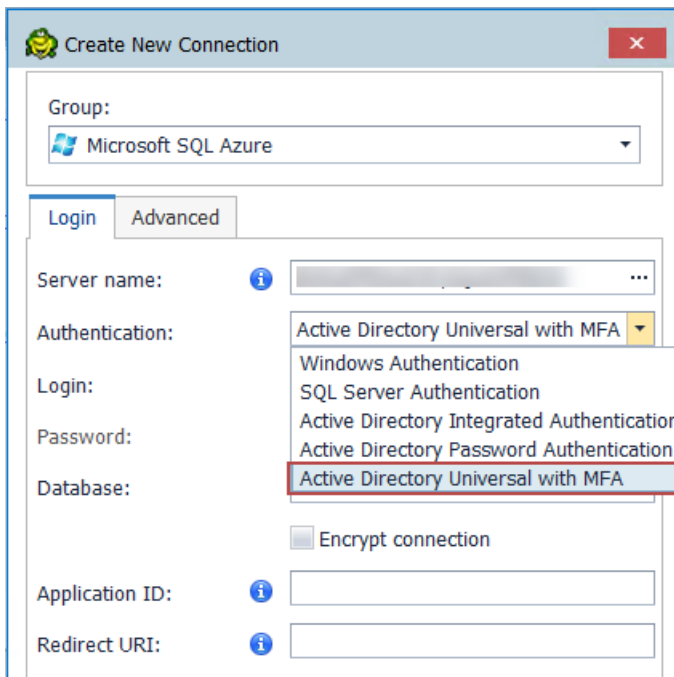 Create New Connection
Group:
Microsoft SQL Azure
Login Advanced
Server name:
Authentication: Active Directory Universal with MFA
Windows Authentication
Login:
SQL Server Authentication
Active Directory Integrated Authentication
Password:
Active Directory Password Authentication
Active Directory Universal with MFA
Database:
Encrypt connection
Application ID:
Redirect URI: